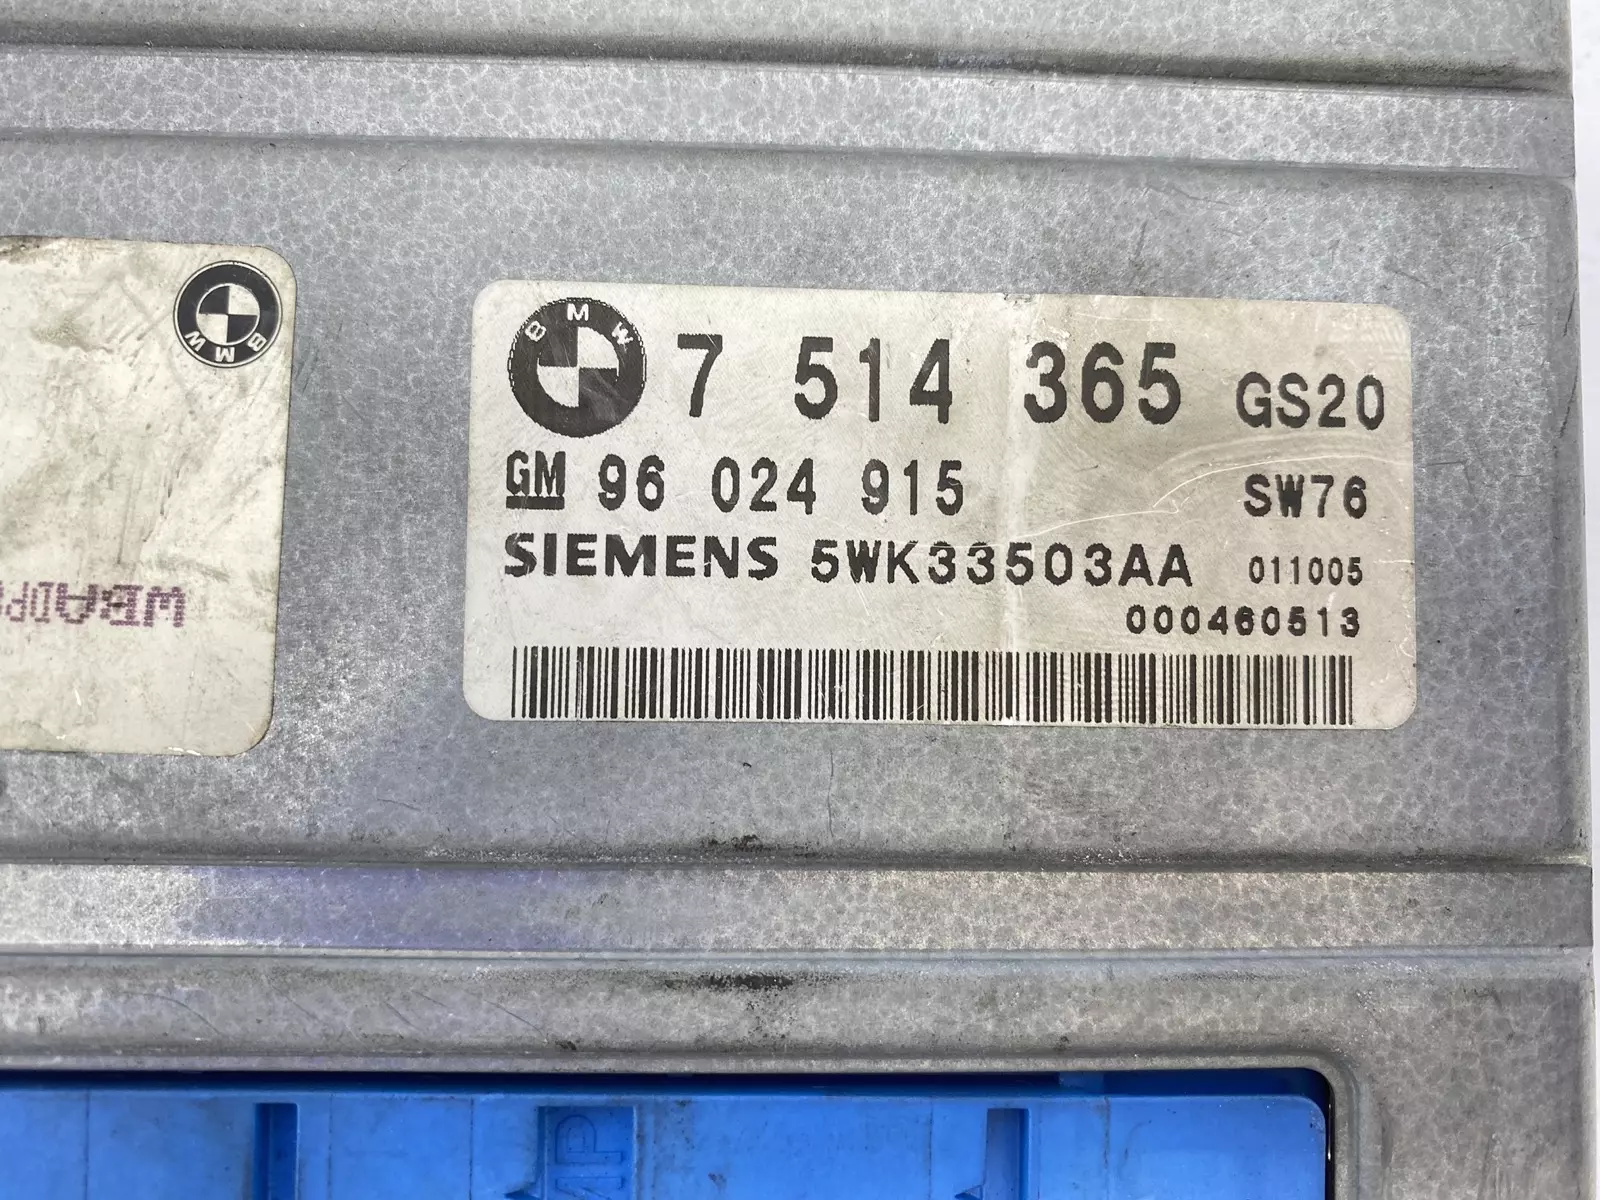 BMW
BMW 7 514 365 GS20
GM 96 024 915 SW76
SIEMENS 5WK33503AA 011005
000460513